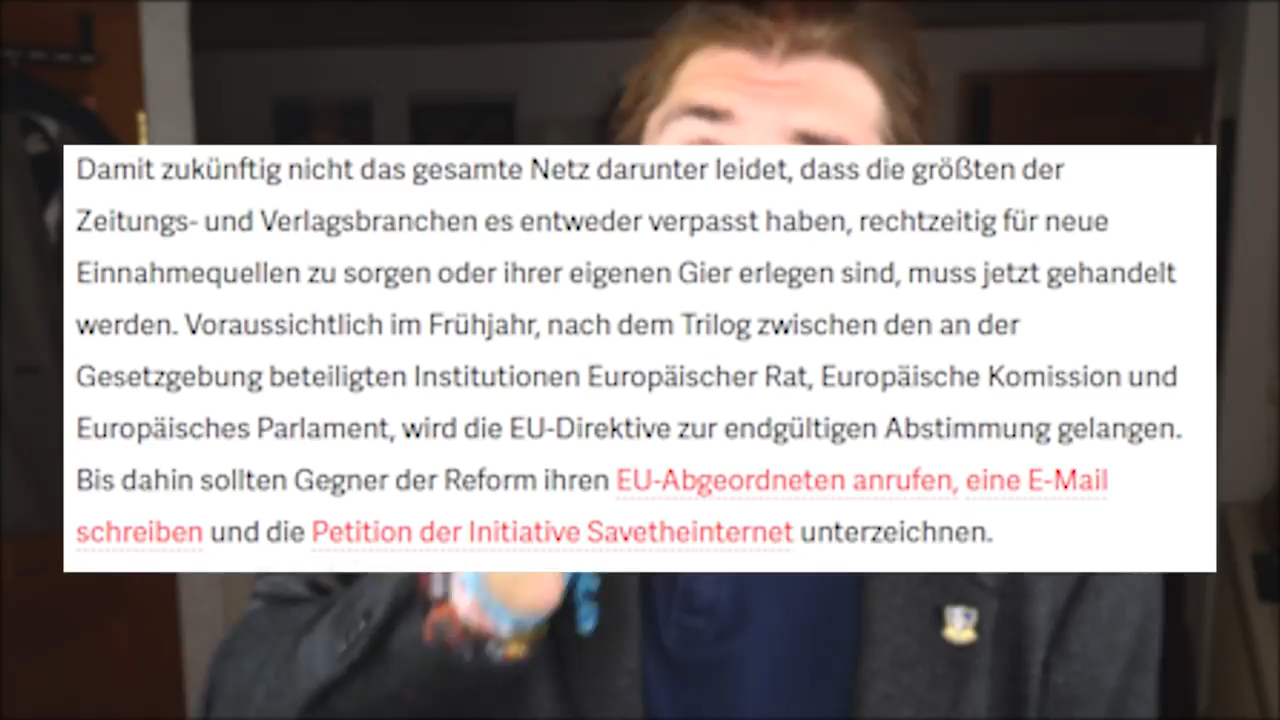 Damit zukünftig nicht das gesamte Netz darunter leidet, dass die größten der
Zeitungs- und Verlagsbranchen es entweder verpasst haben, rechtzeitig für neue
Einnahmequellen zu sorgen oder ihrer eigenen Gier erlegen sind, muss jetzt gehandelt
werden. Voraussichtlich im Frühjahr, nach dem Trilog zwischen den an der
Gesetzgebung beteiligten Institutionen Europäischer Rat, Europäische Komission und
Europäisches Parlament, wird die EU-Direktive zur endgültigen Abstimmung gelangen.
Bis dahin sollten Gegner der Reform ihren EU-Abgeordneten anrufen, eine E-Mail
schreiben und die Petition der Initiative Savetheinternet unterzeichnen.